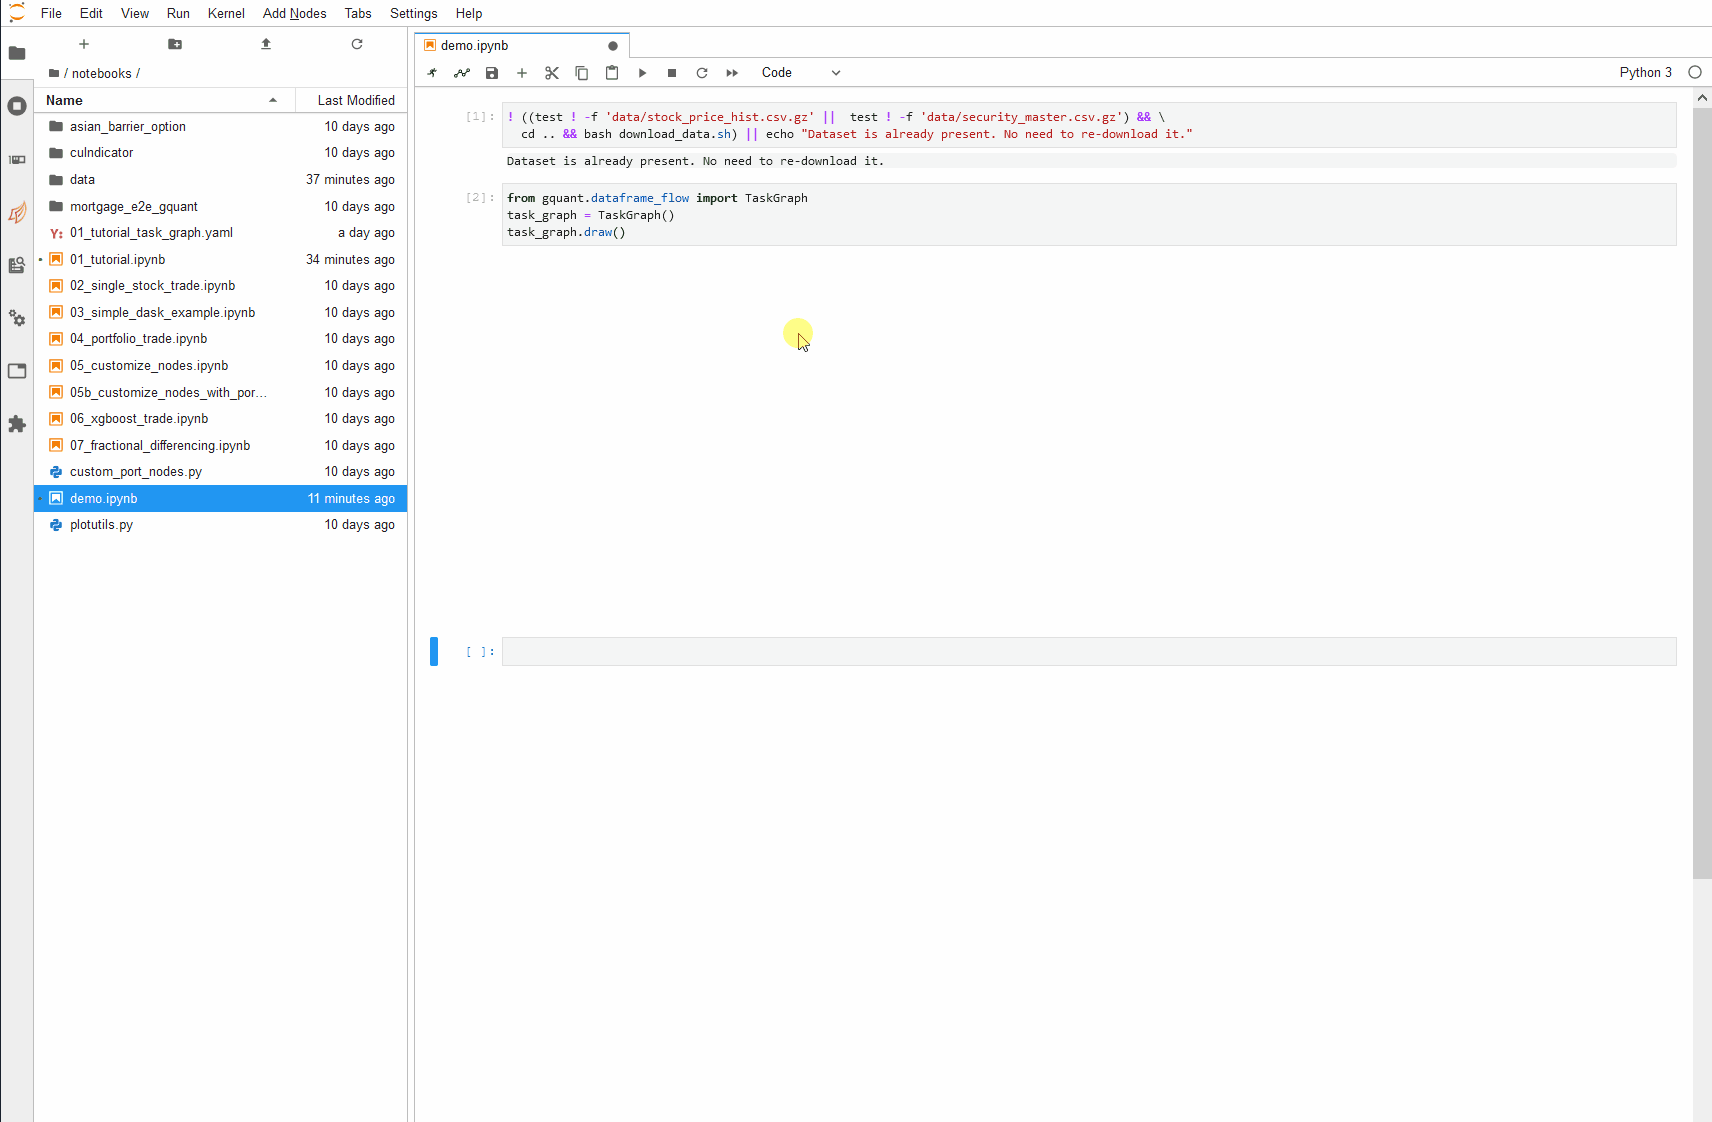 File Edit View Run Kernel Add Nodes Tabs Settings Help
/ notebooks /
Name Last Modified
asian_barrier_option 10 days ago
cuIndicator 10 days ago
data 37 minutes ago
mortgage_e2e_gquant 10 days ago
Y: 01_tutorial_task_graph.yaml a day ago
01_tutorial.ipynb 34 minutes ago
02_single_stock_trade.ipynb 10 days ago
03_simple_dask_example.ipynb 10 days ago
04_portfolio_trade.ipynb 10 days ago
05_customize_nodes.ipynb 10 days ago
05b_customize_nodes_with_por... 10 days ago
06_xgboost_trade.ipynb 10 days ago
07_fractional_differencing.ipynb 10 days ago
custom_port_nodes.py 10 days ago
demo.ipynb 11 minutes ago
plotutils.py 10 days ago
demo.ipynb
Code Python 3
[1]: ! ((test ! -f 'data/stock_price_hist.csv.gz' ||  test ! -f 'data/security_master.csv.gz') && \
cd .. && bash download_data.sh) || echo "Dataset is already present. No need to re-download it."
Dataset is already present. No need to re-download it.
[2]: from gquant.dataframe_flow import TaskGraph
task_graph = TaskGraph()
task_graph.draw()
[ ]: